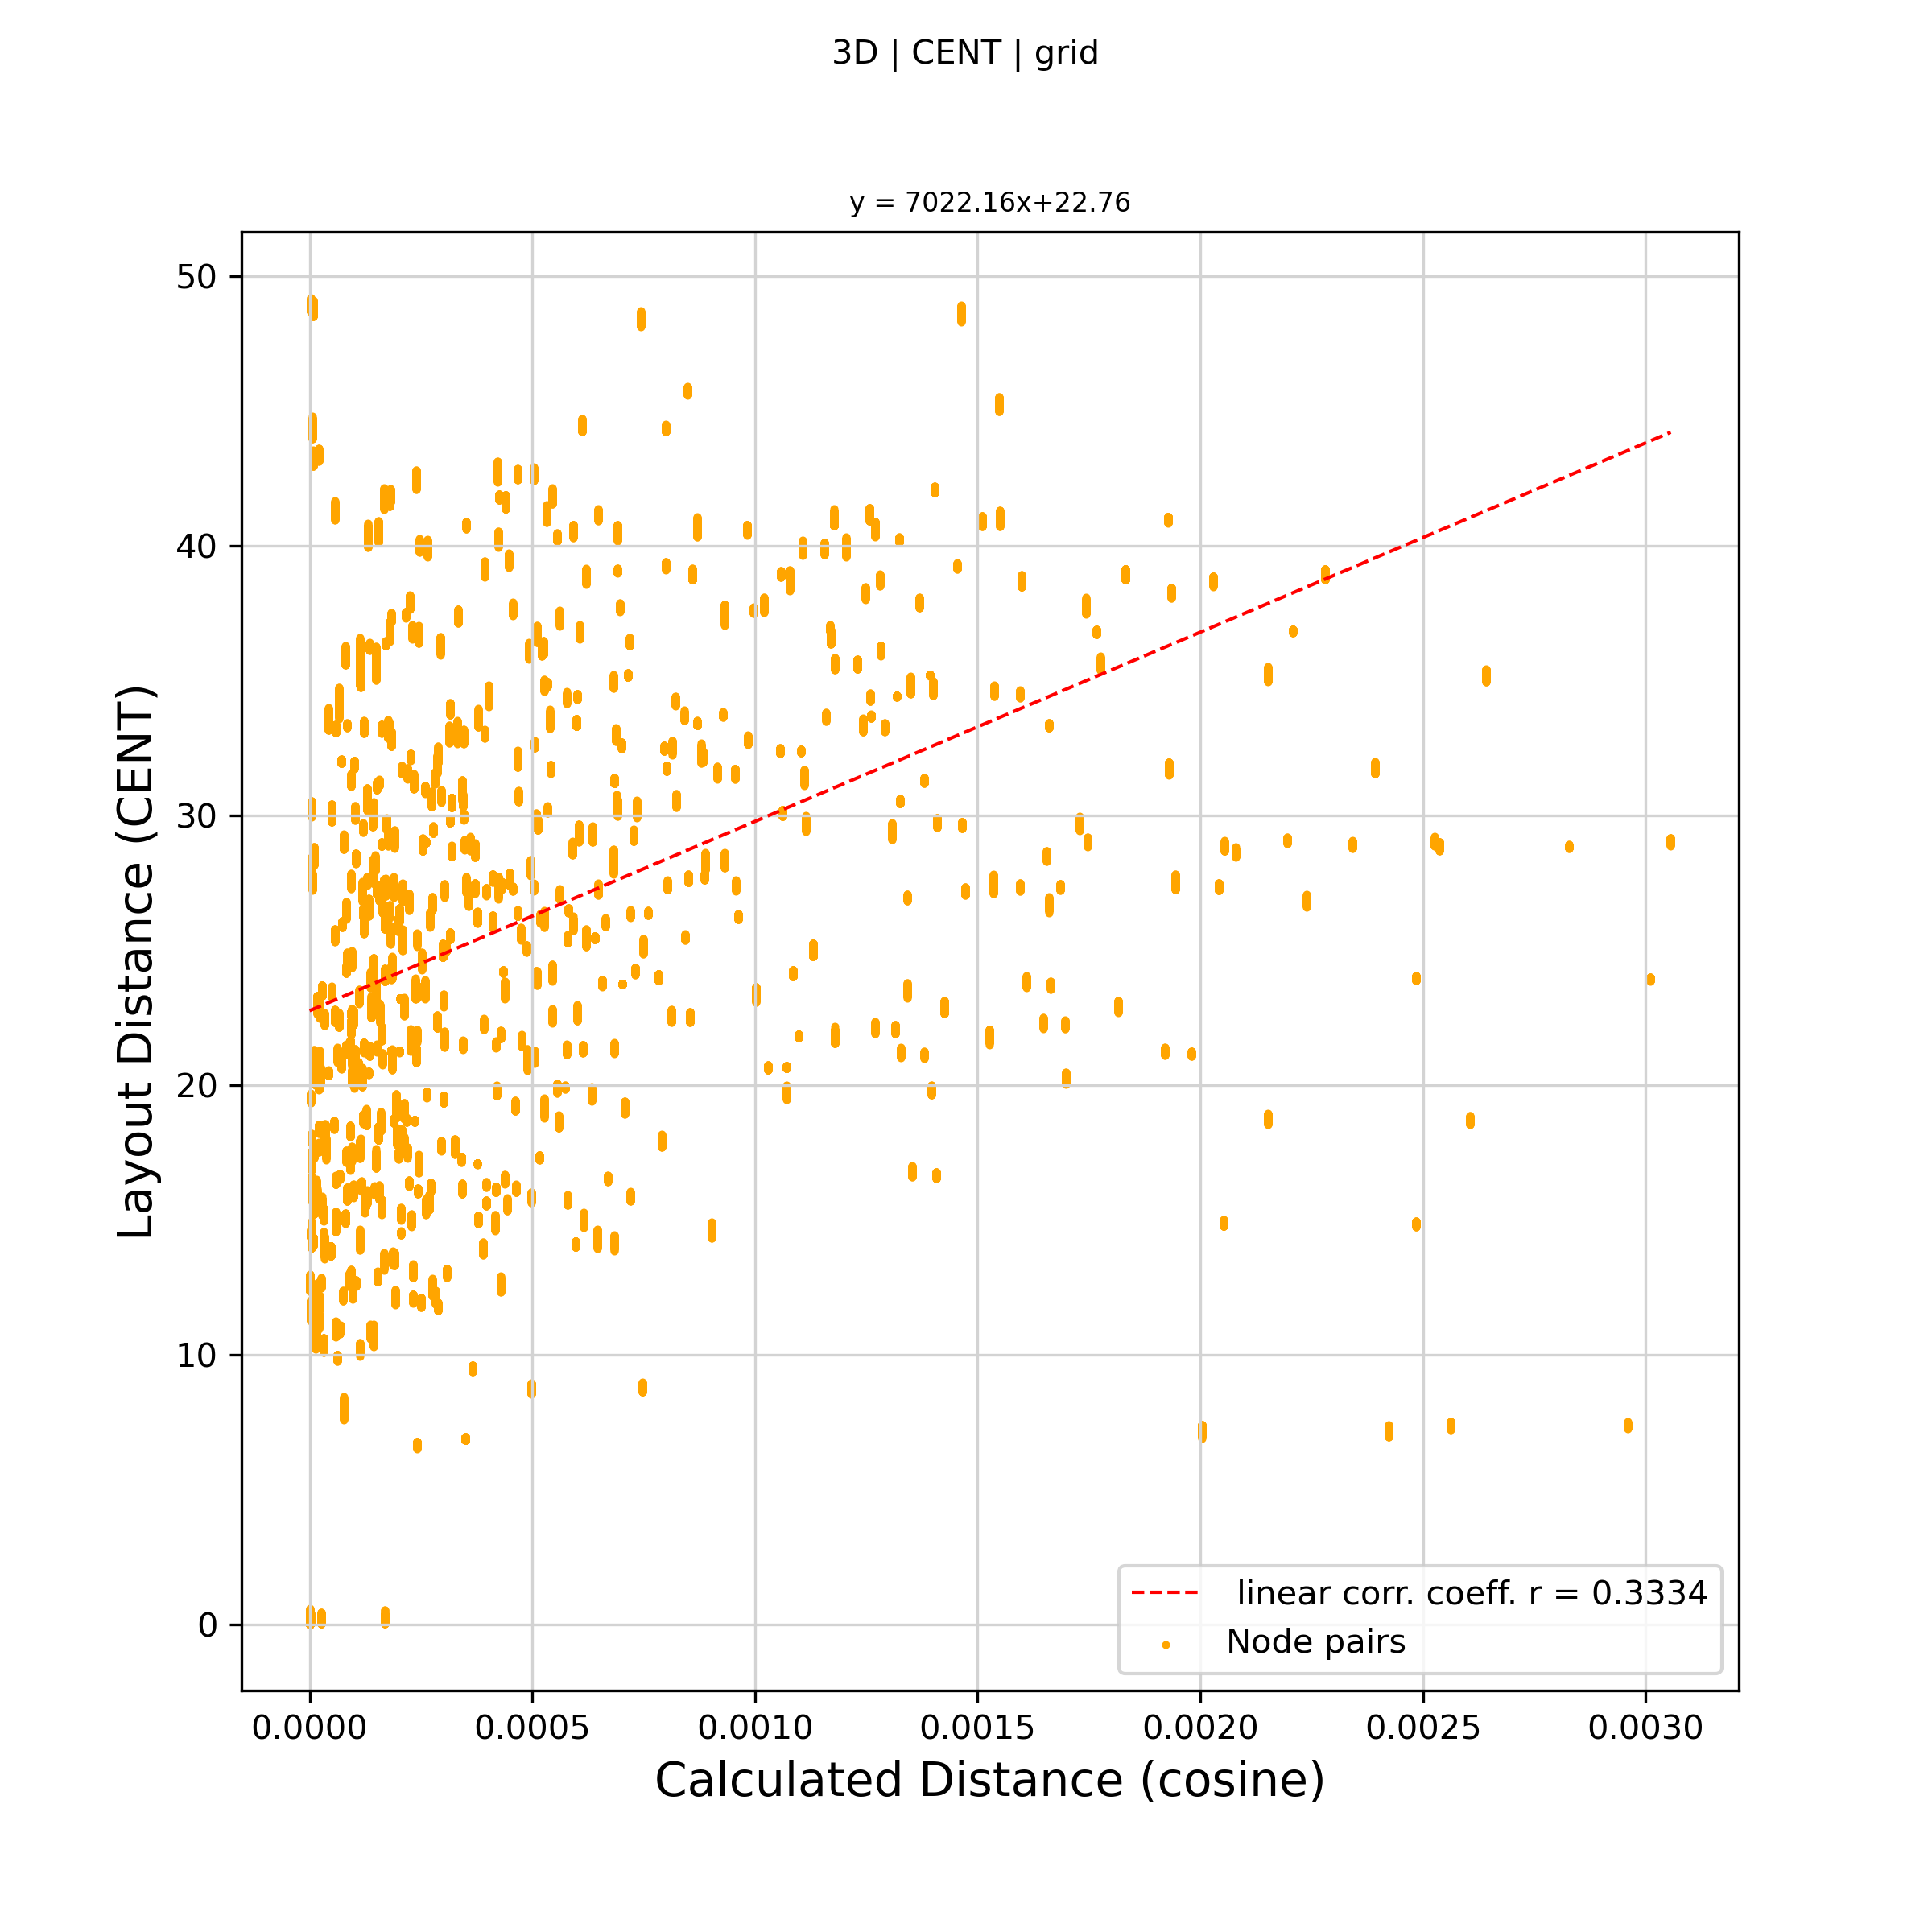 3D | CENT | grid
y = 7022.16x+22.76
Layout Distance (CENT)
50
40
30
20
10
0
0.0000 0.0005 0.0010 0.0015 0.0020 0.0025 0.0030
Calculated Distance (cosine)
linear corr. coeff. r = 0.3334
Node pairs